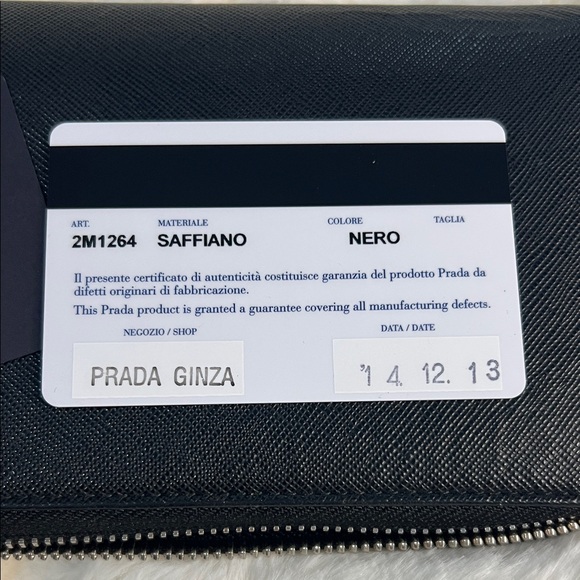 ART. MATERIALE COLORE TAGLIA
2M1264 SAFFIANO NERO
Il presente certificato di autenticità costituisce garanzia del prodotto Prada da
difetti originari di fabbricazione.
This Prada product is granted a guarantee covering all manufacturing defects.
NEGOZIO / SHOP DATA / DATE
PRADA GINZA '14. 12. 13